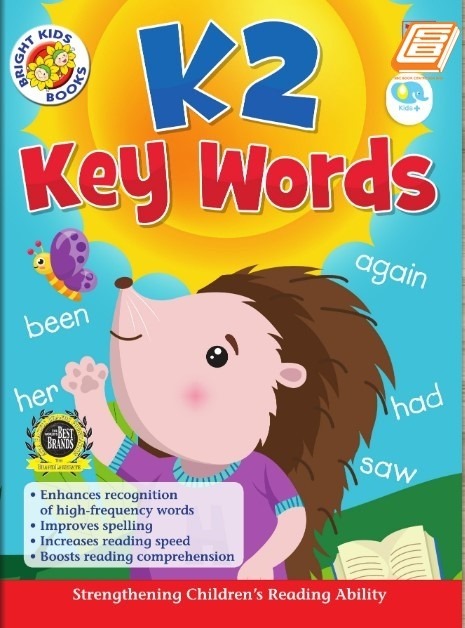 BRIGHT KIDS
BOOKS
K2
Kids+
Key Words
again
been
her
had
BEST
BRANDS
saw
• Enhances recognition
of high-frequency words
• Improves spelling
• Increases reading speed
• Boosts reading comprehension
Strengthening Children's Reading Ability